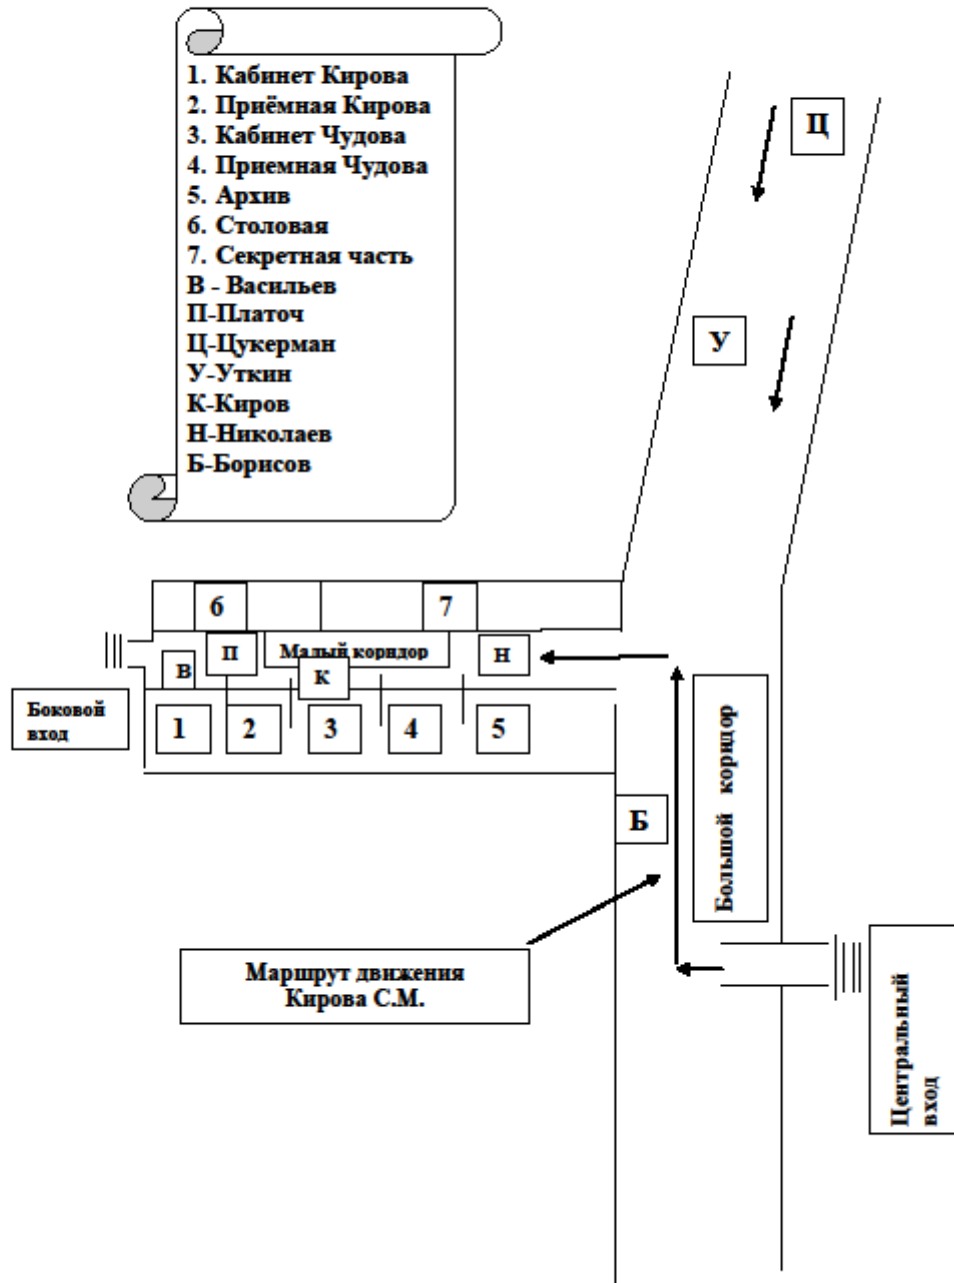 1. Кабинет Кирова
2. Приёмная Кирова
3. Кабинет Чудова
4. Приемная Чудова
5. Архив
6. Столовая
7. Секретная часть
В - Васильев
П-Платоч
Ц-Цукерман
У-Уткин
К-Киров
Н-Николаев
Б-Борисов
Ц
У
6
7
П
Малый коридор
Н
В
К
Боковой
вход
1
2
3
4
5
Б
Большой коридор
Маршрут движения
Кирова С.М.
Центральный
вход